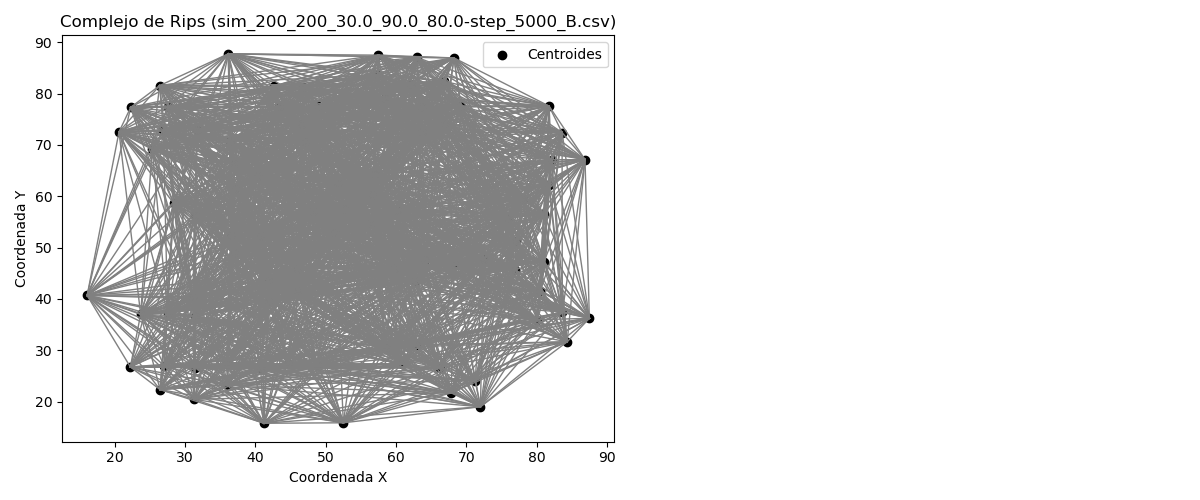 Complejo de Rips (sim_200_200_30.0_90.0_80.0-step_5000_B.csv)
Centroides
Coordenada Y
90
80
70
60
50
40
30
20
20 30 40 50 60 70 80 90
Coordenada X